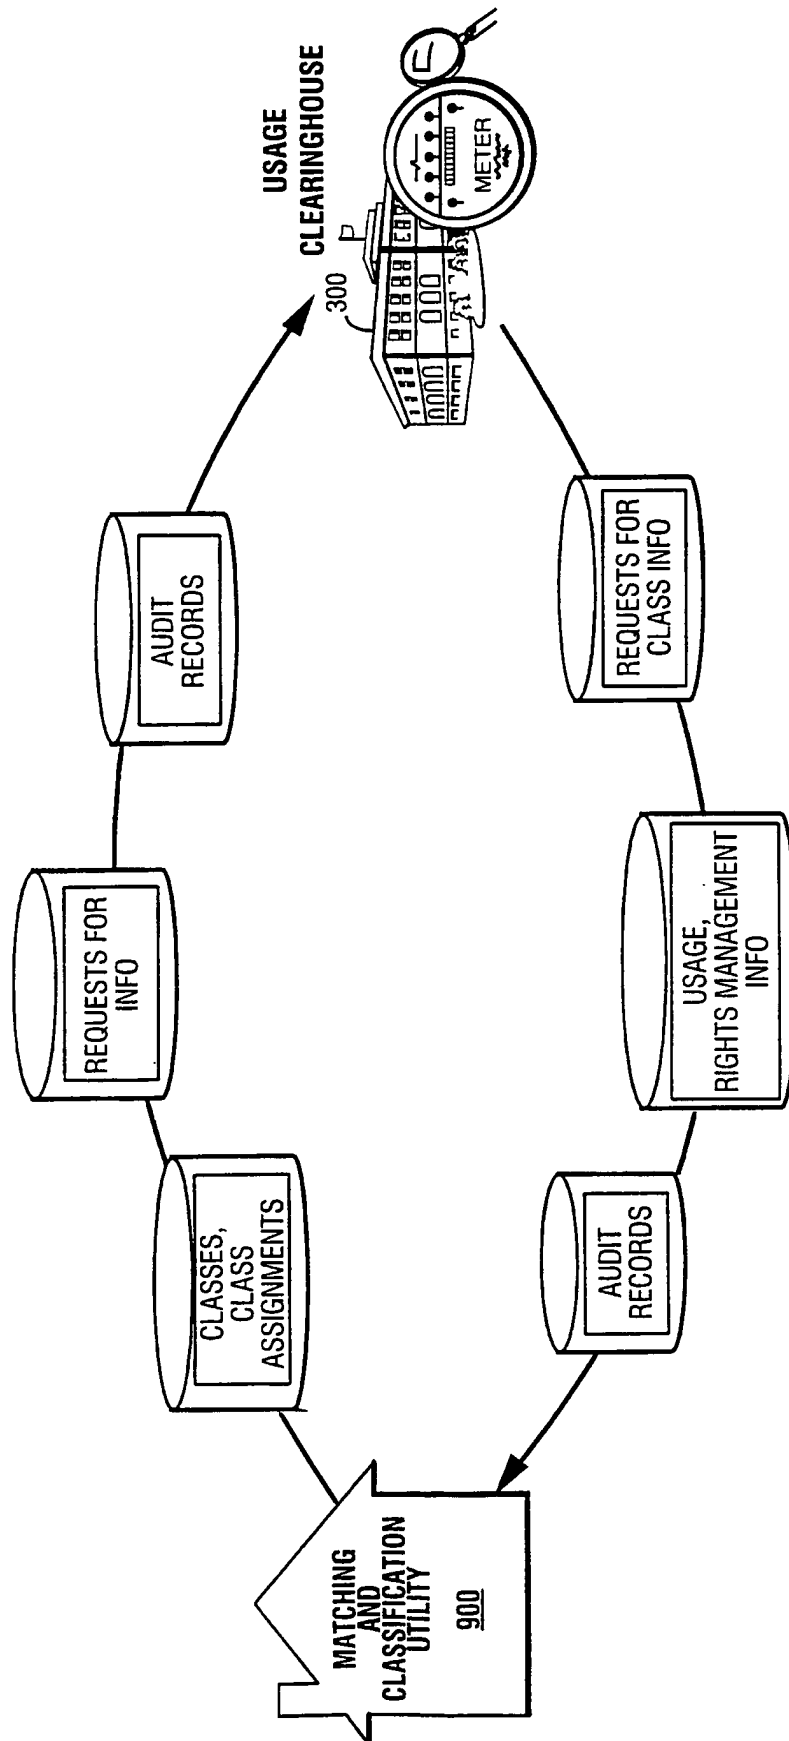 USAGE
CLEARINGHOUSE
300
METER
AUDIT
RECORDS
REQUESTS FOR
INFO
CLASSES,
CLASS
ASSIGNMENTS
MATCHING
AND
CLASSIFICATION
UTILITY
900
AUDIT
RECORDS
USAGE,
RIGHTS MANAGEMENT
INFO
REQUESTS FOR
CLASS INFO